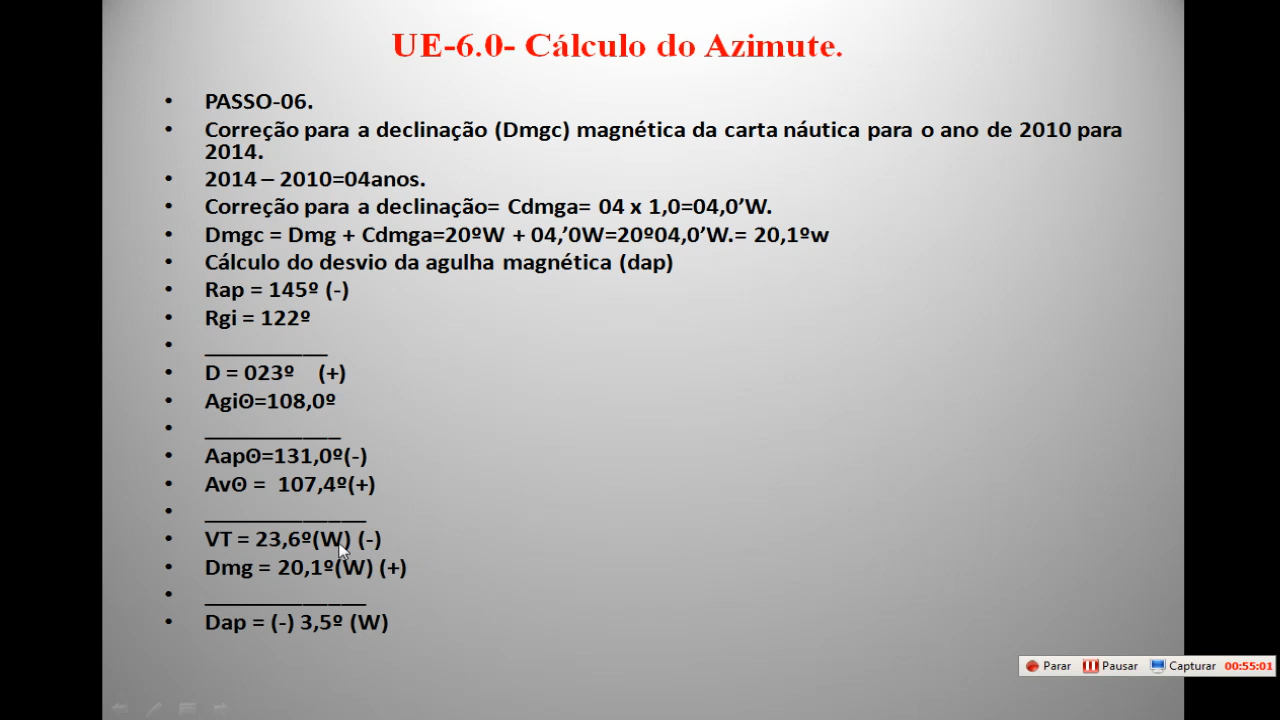 UE-6.0- Cálculo do Azimute.
• PASSO-06.
• Correção para a declinação (Dmgc) magnética da carta náutica para o ano de 2010 para
2014.
• 2014 – 2010=04anos.
• Correção para a declinação= Cdmga= 04 x 1,0=04,0’W.
• Dmgc = Dmg + Cdmga=20ºW + 04,’0W=20º04,0’W.= 20,1ºw
• Cálculo do desvio da agulha magnética (dap)
• Rap = 145º (-)
• Rgi = 122º
• ___________
• D = 023º (+)
• Agiʘ=108,0º
• ____________
• Aapʘ=131,0º(-)
• Avʘ = 107,4º(+)
• ______________
• VT = 23,6º(W) (-)
• Dmg = 20,1º(W) (+)
• ______________
• Dap = (-) 3,5º (W)
Parar Pausar Capturar 00:55:01